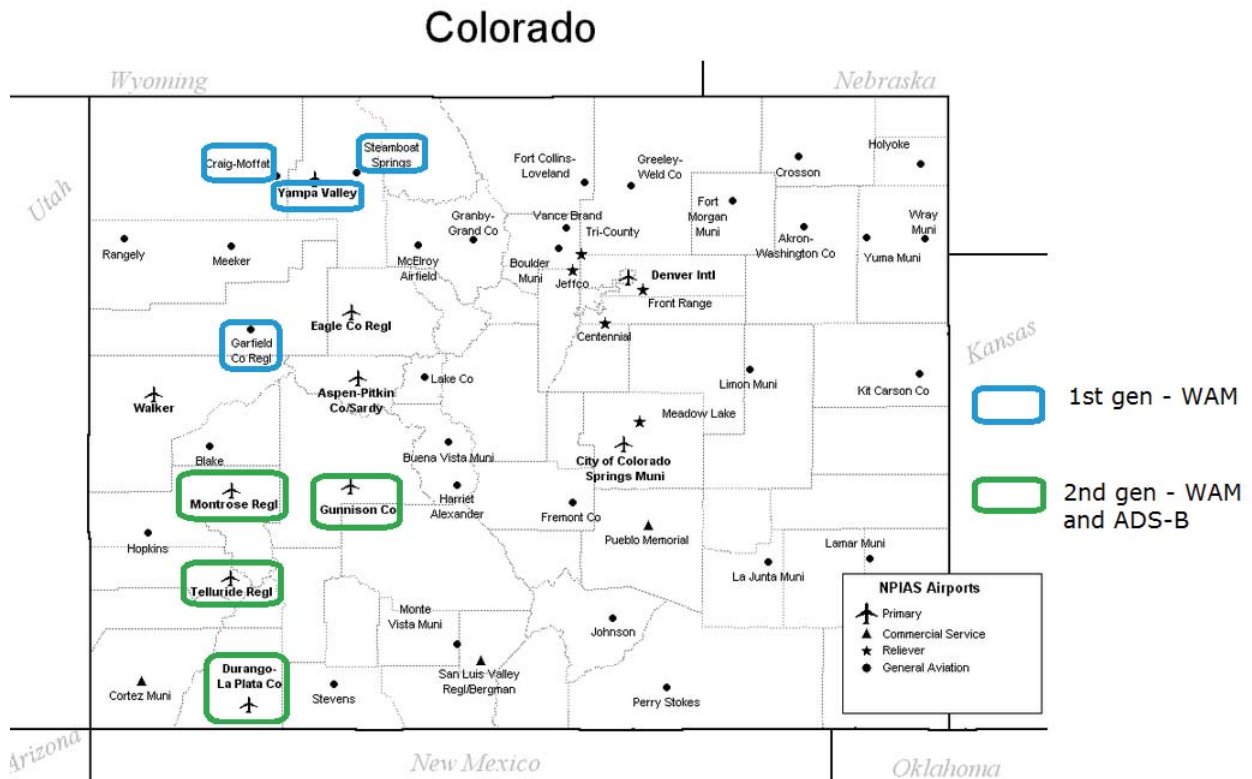 Colorado
Wyoming
Nebraska
Utah
Kansas
Arizona
New Mexico
Oklahoma
Craig-Moffat
Steamboat
Springs
Yampa Valley
Fort Collins-
Loveland
Greeley-
Weld Co
Crosson
Holyoke
Rangely
Meeker
McElroy
Airfield
Granby-
Grand Co
Vance Brand
Tri-County
Boulder
Muni
Jeffco
Fort
Morgan
Muni
Akron-
Washington Co
Yuma Muni
Wray
Muni
Denver Intl
Front Range
Centennial
Eagle Co Regl
Garfield
Co Regl
Walker
Aspen-Pitkin
Co/Sardy
Lake Co
Limon Muni
Kit Carson Co
Meadow Lake
Blake
Buena Vista Muni
City of Colorado
Springs Muni
Montrose Regl
Gunnison Co
Harriet
Alexander
Fremont Co
Pueblo Memorial
Hopkins
La Junta Muni
Lamar Muni
Telluride Regl
Monte
Vista Muni
Johnson
Durango-
La Plata Co
Cortez Muni
Stevens
San Luis Valley
Regl/Bergman
Perry Stokes
1st gen - WAM
2nd gen - WAM
and ADS-B
NPIAS Airports
Primary
Commercial Service
Reliever
General Aviation